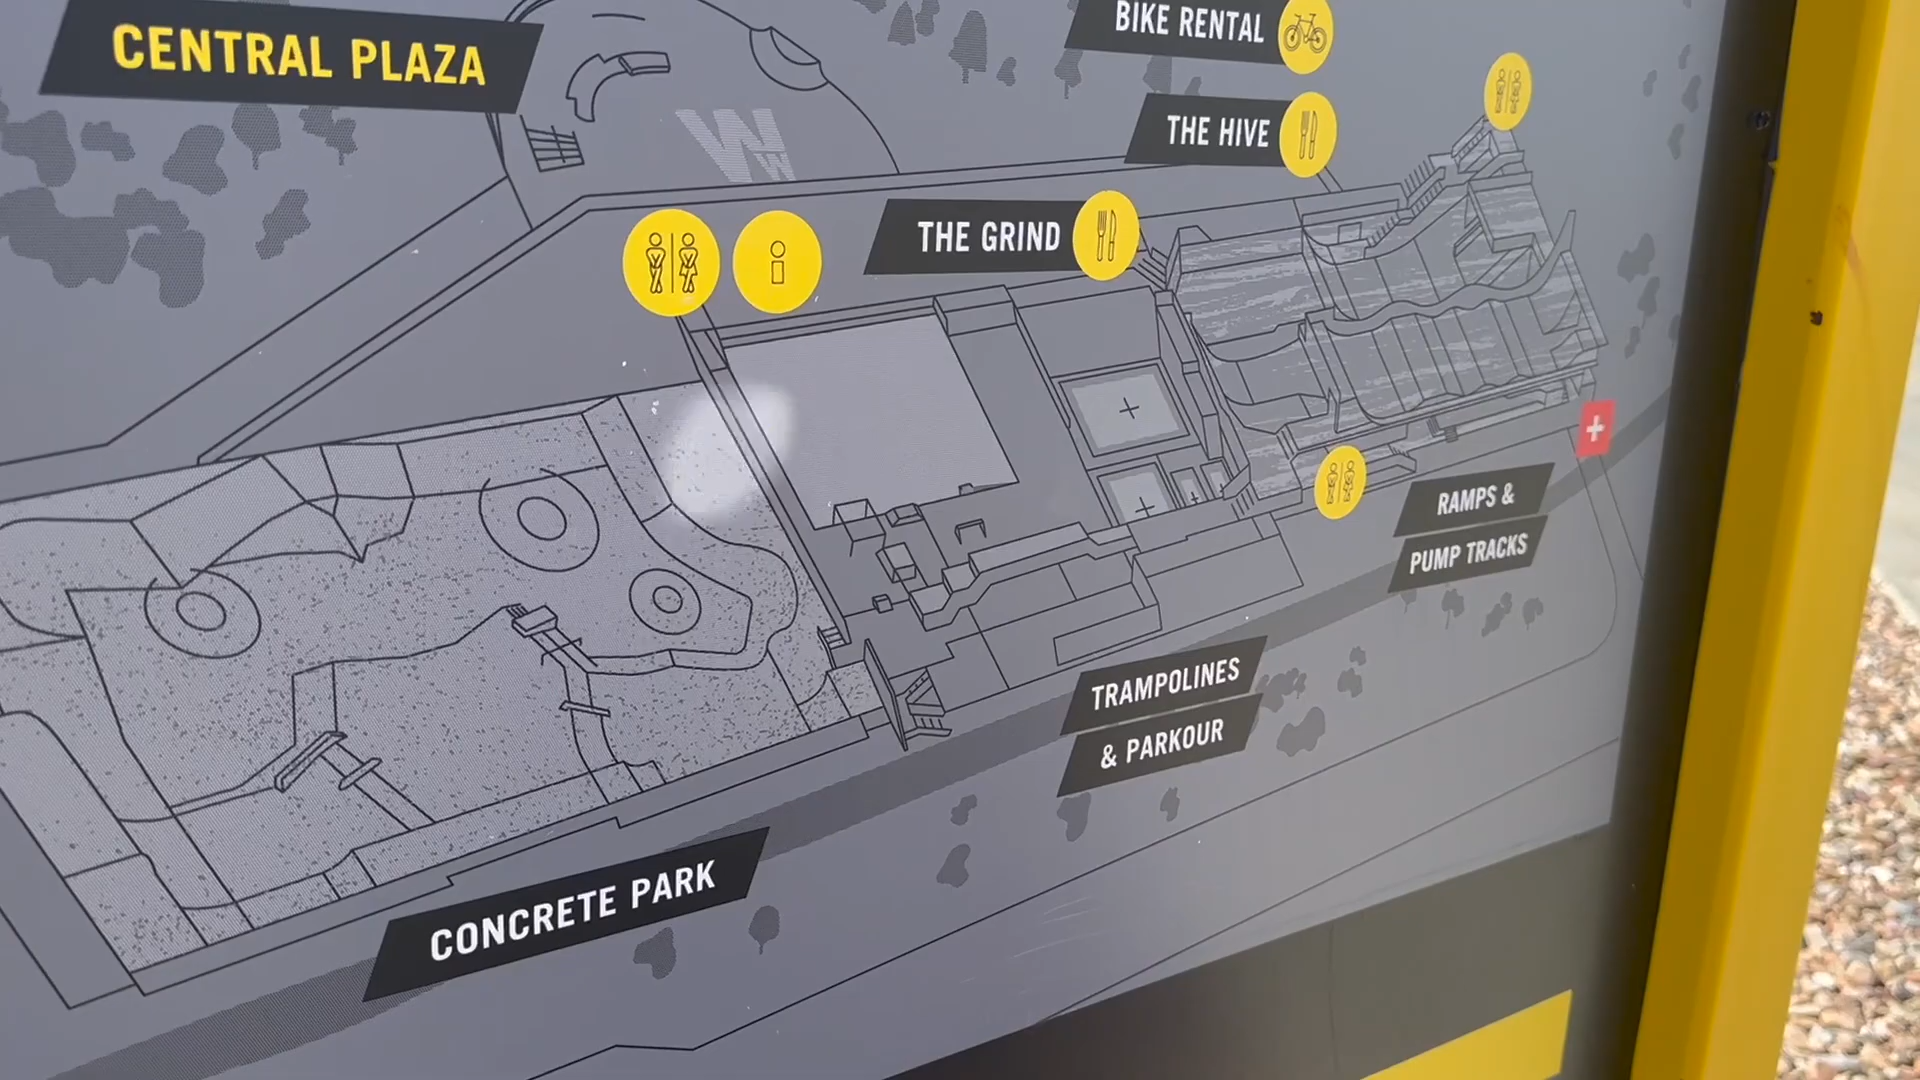 CENTRAL PLAZA
BIKE RENTAL
THE HIVE
THE GRIND
RAMPS &
PUMP TRACKS
TRAMPOLINES
& PARKOUR
CONCRETE PARK